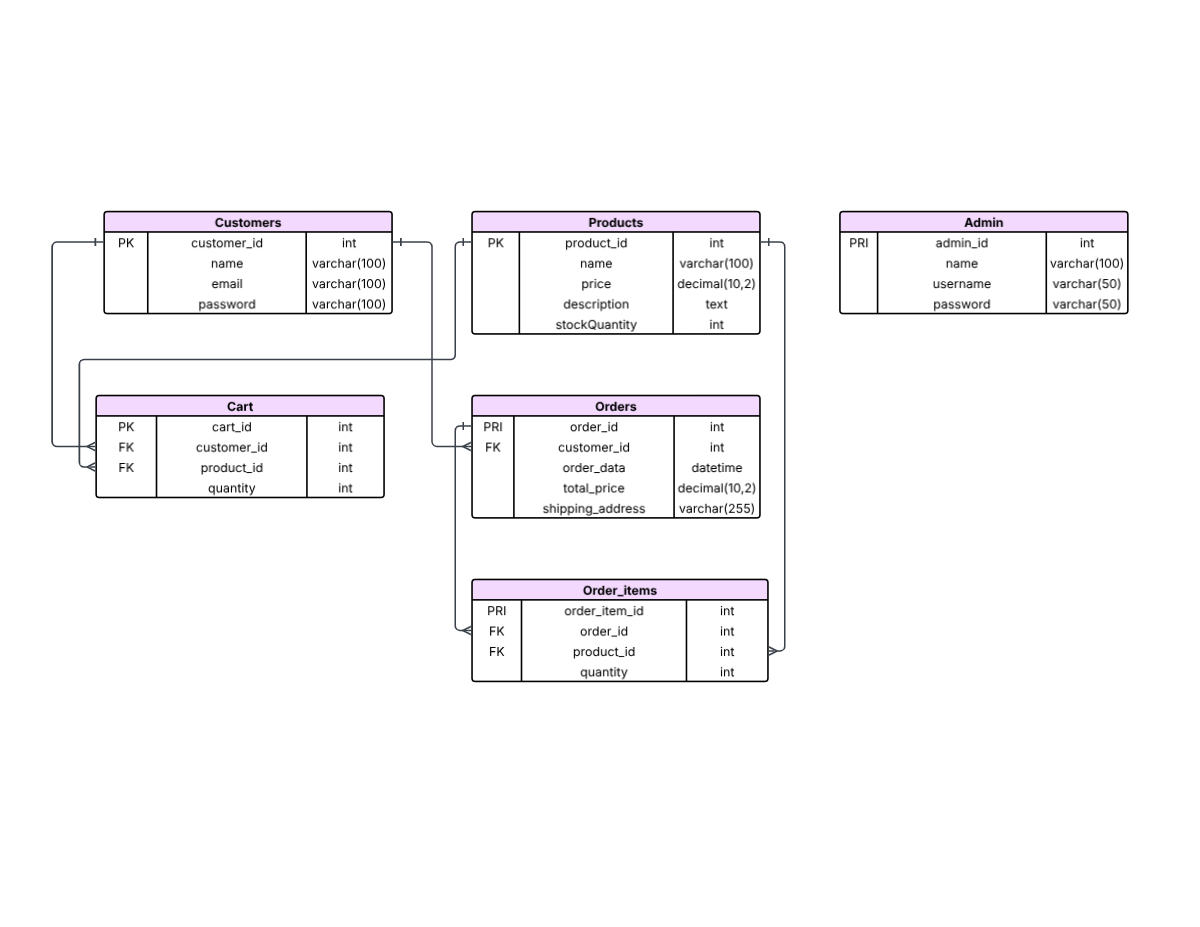 Customers
PK customer_id int
name varchar(100)
email varchar(100)
password varchar(100)
Products
PK product_id int
name varchar(100)
price decimal(10,2)
description text
stockQuantity int
Admin
PRI admin_id int
name varchar(100)
username varchar(50)
password varchar(50)
Cart
PK cart_id int
FK customer_id int
FK product_id int
quantity int
Orders
PRI order_id int
FK customer_id int
order_data datetime
total_price decimal(10,2)
shipping_address varchar(255)
Order_items
PRI order_item_id int
FK order_id int
FK product_id int
quantity int